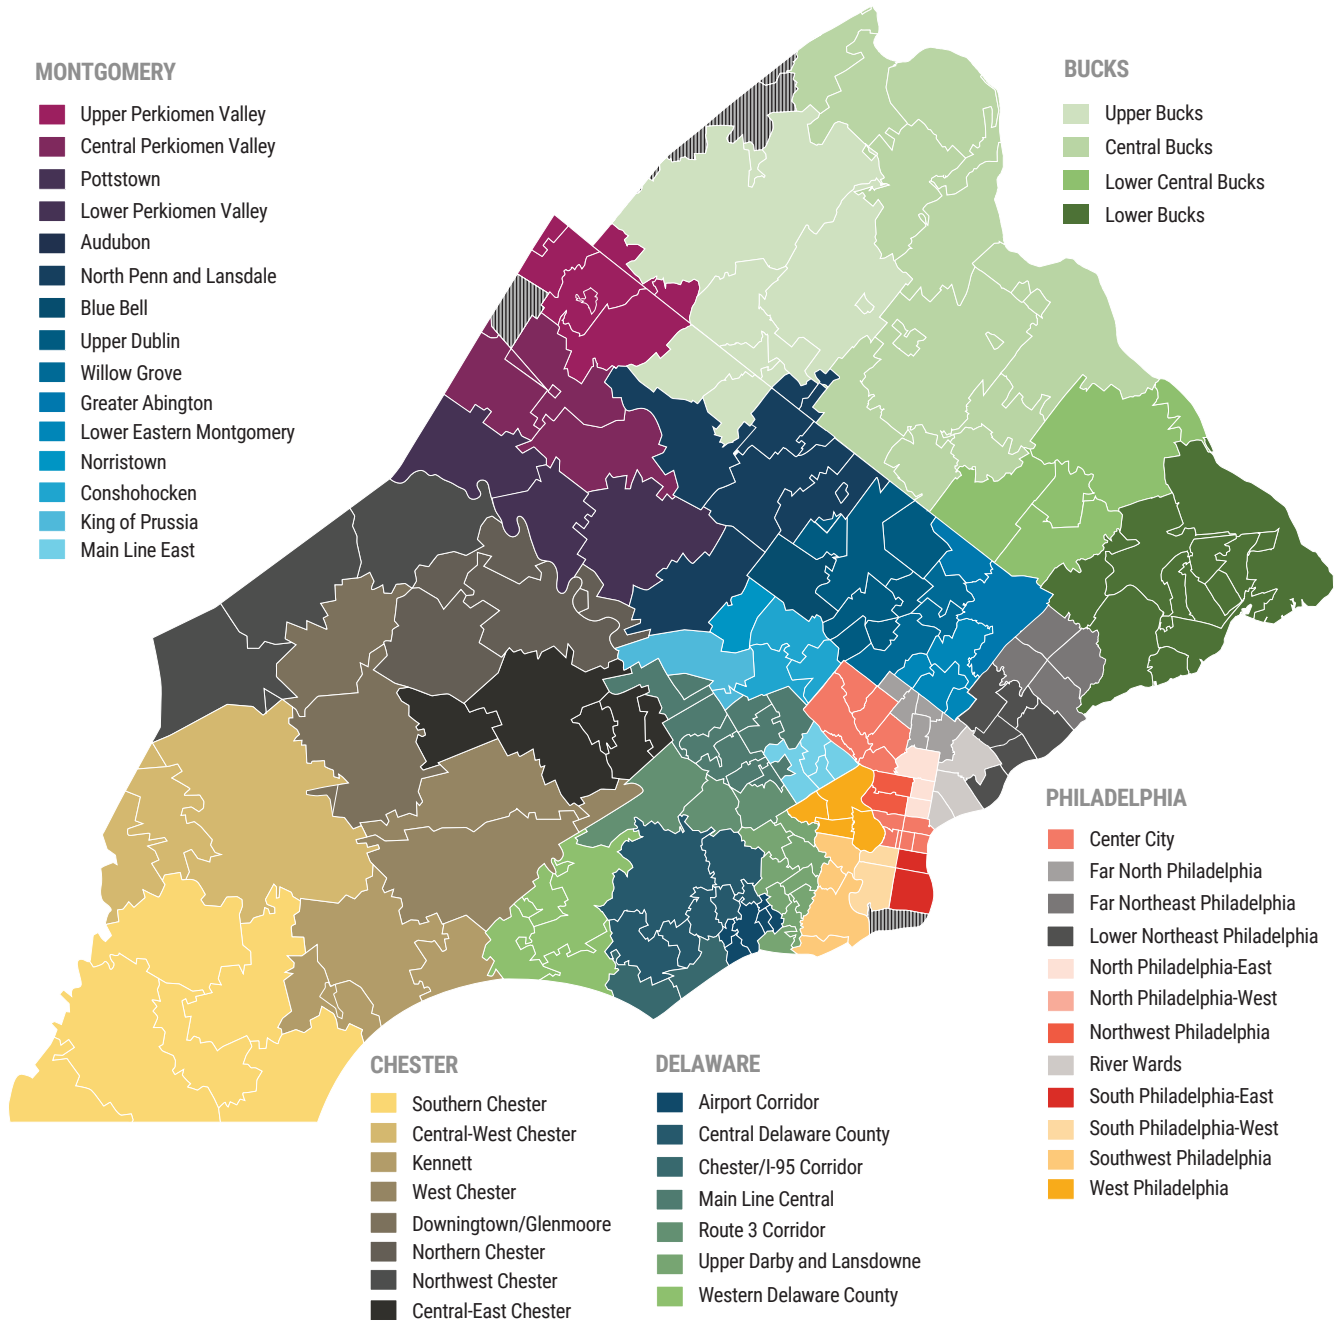 MONTGOMERY
Upper Perkiomen Valley
Central Perkiomen Valley
Pottstown
Lower Perkiomen Valley
Audubon
North Penn and Lansdale
Blue Bell
Upper Dublin
Willow Grove
Greater Abington
Lower Eastern Montgomery
Norristown
Conshohocken
King of Prussia
Main Line East
BUCKS
Upper Bucks
Central Bucks
Lower Central Bucks
Lower Bucks
PHILADELPHIA
Center City
Far North Philadelphia
Far Northeast Philadelphia
Lower Northeast Philadelphia
North Philadelphia-East
North Philadelphia-West
Northwest Philadelphia
River Wards
South Philadelphia-East
South Philadelphia-West
Southwest Philadelphia
West Philadelphia
CHESTER
Southern Chester
Central-West Chester
Kennett
West Chester
Downingtown/Glenmoore
Northern Chester
Northwest Chester
Central-East Chester
DELAWARE
Airport Corridor
Central Delaware County
Chester/I-95 Corridor
Main Line Central
Route 3 Corridor
Upper Darby and Lansdowne
Western Delaware County